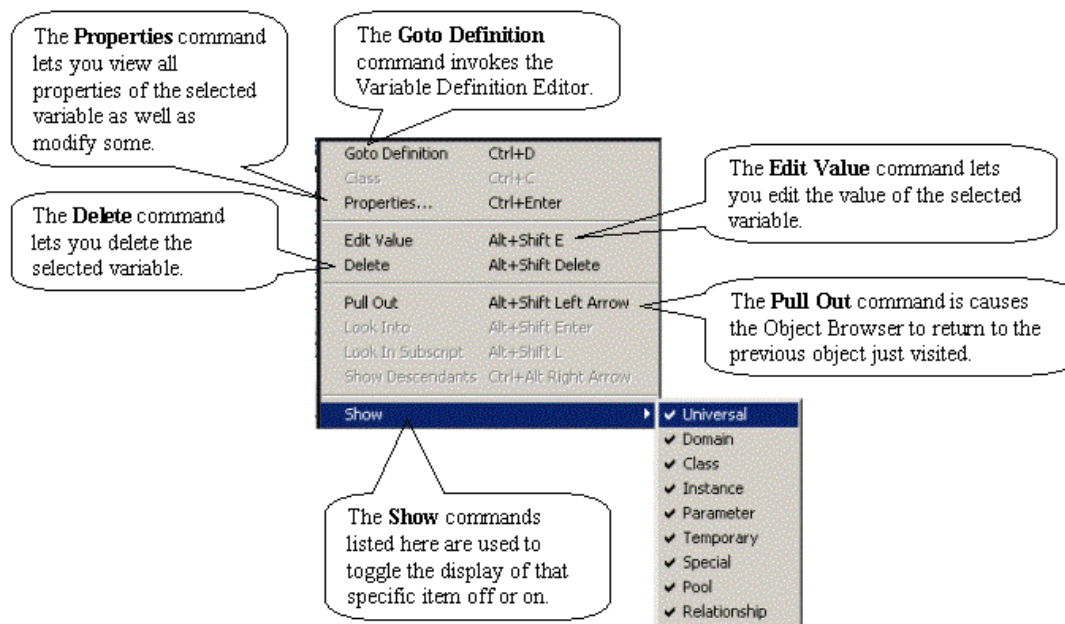 The Properties command
lets you view all
properties of the selected
variable as well as
modify some.
The Goto Definition
command invokes the
Variable Definition Editor.
The Delete command
lets you delete the
selected variable.
Goto Definition Ctrl+D
Class Ctrl+C
Properties... Ctrl+Enter
Edit Value Alt+Shift E
Delete Alt+Shift Delete
Pull Out Alt+Shift Left Arrow
Look Into Alt+Shift Enter
Look In Subscript Alt+Shift L
Show Descendants Ctrl+Alt Right Arrow
Show
The Edit Value command lets
you edit the value of the selected
variable.
The Pull Out command is causes
the Object Browser to return to the
previous object just visited.
Universal
Domain
Class
Instance
Parameter
Temporary
Special
Pool
Relationship
The Show commands
listed here are used to
toggle the display of that
specific item off or on.